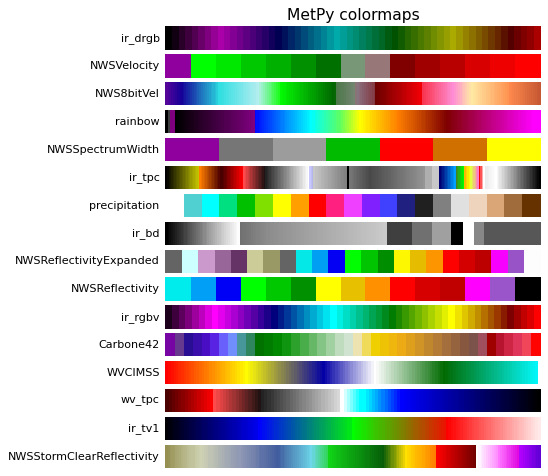 MetPy colormaps
ir_drgb
NWSVelocity
NWS8bitVel
rainbow
NWSSpectrumWidth
ir_tpc
precipitation
ir_bd
NWSReflectivityExpanded
NWSReflectivity
ir_rgbv
Carbone42
WVCIMSS
wv_tpc
ir_tv1
NWSStormClearReflectivity